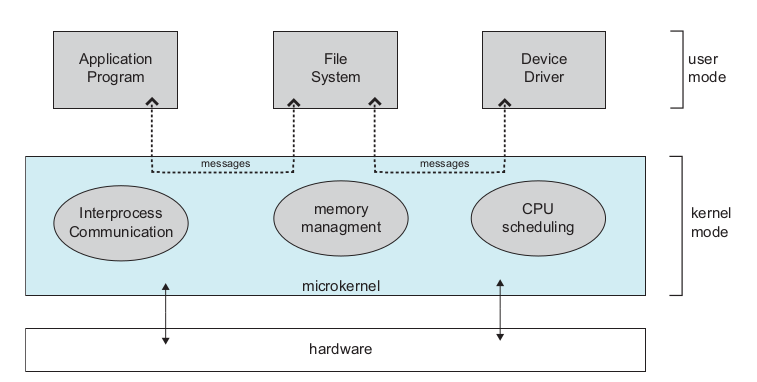 Application
Program
File
System
Device
Driver
user
mode
messages
messages
Interprocess
Communication
memory
managment
CPU
scheduling
kernel
mode
microkernel
hardware